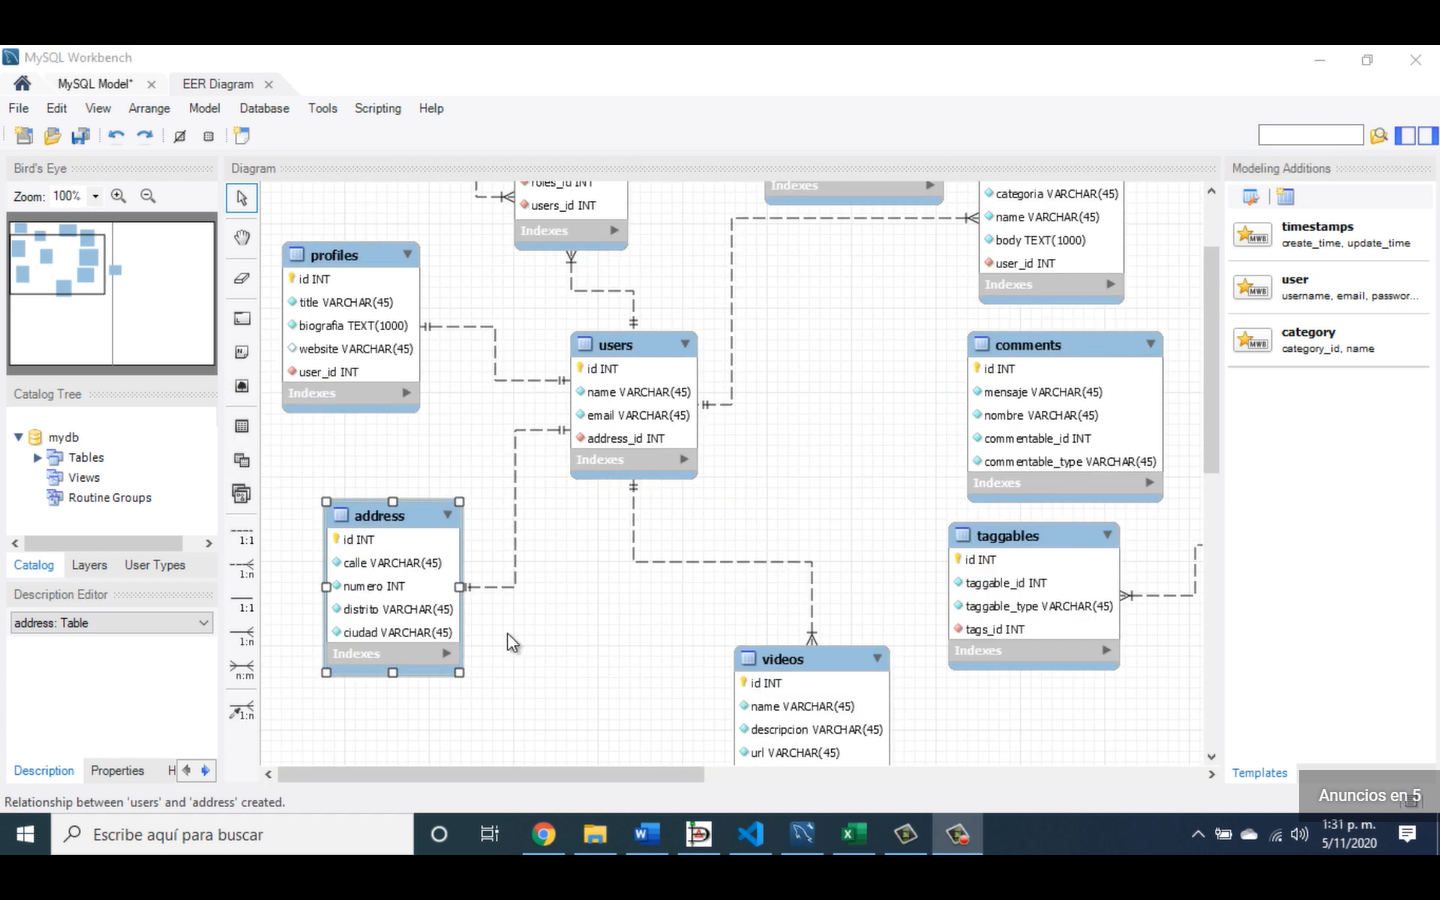 MySQL Workbench
MySQL Model*
EER Diagram
File Edit View Arrange Model Database Tools Scripting Help
Bird's Eye
Zoom: 100%
Catalog Tree
mydb
Tables
Views
Routine Groups
Catalog Layers User Types
Description Editor
address: Table
Description Properties H
Diagram
1:1
1:n
1:1
1:n
n:m
1:n
roles_id INT
users_id INT
Indexes
profiles
id INT
title VARCHAR(45)
biografia TEXT(1000)
website VARCHAR(45)
user_id INT
Indexes
users
id INT
name VARCHAR(45)
email VARCHAR(45)
address_id INT
Indexes
address
id INT
calle VARCHAR(45)
numero INT
distrito VARCHAR(45)
ciudad VARCHAR(45)
Indexes
Indexes
categoria VARCHAR(45)
name VARCHAR(45)
body TEXT(1000)
user_id INT
Indexes
comments
id INT
mensaje VARCHAR(45)
nombre VARCHAR(45)
commentable_id INT
commentable_type VARCHAR(45)
Indexes
taggables
id INT
taggable_id INT
taggable_type VARCHAR(45)
tags_id INT
Indexes
videos
id INT
name VARCHAR(45)
descripcion VARCHAR(45)
url VARCHAR(45)
Modeling Additions
timestamps
create_time, update_time
user
username, email, passwor...
category
category_id, name
Templates
Relationship between 'users' and 'address' created.
Anuncios en 5
Escribe aquí para buscar
1:31 p. m.
5/11/2020